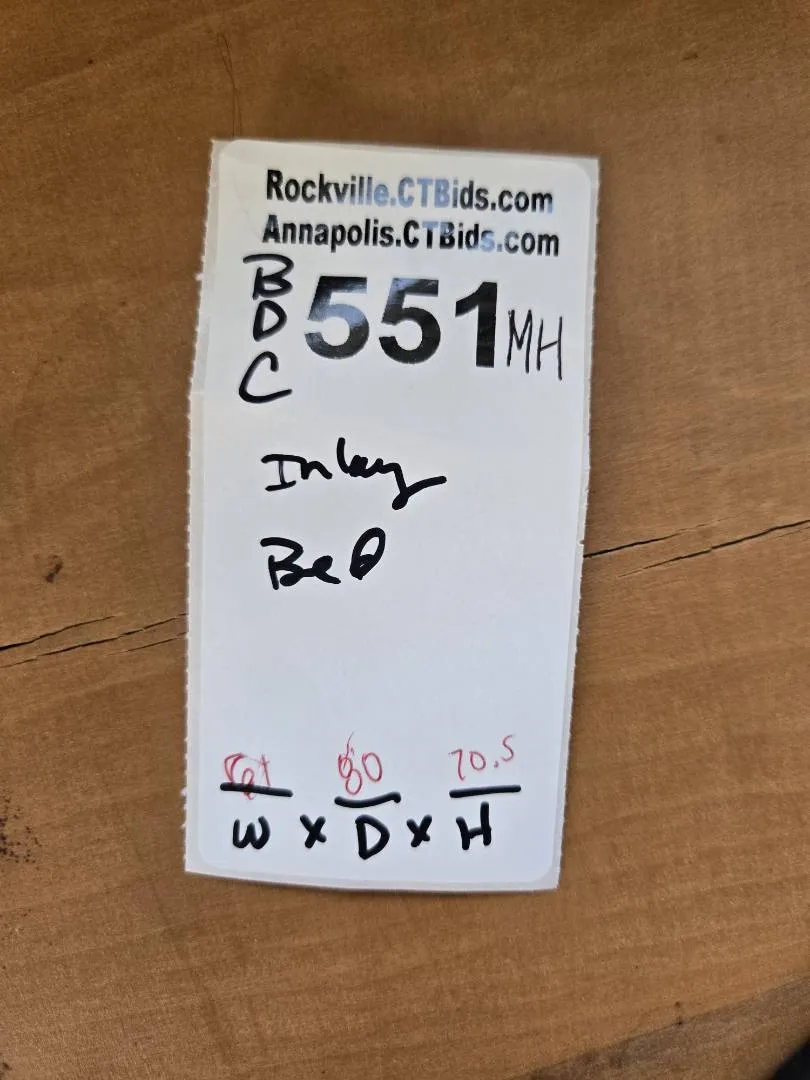 Rockville.CTBids.com
Annapolis.CTBids.com
B
D
C
551 MH
Inlay
Bed
80 70.5
W x D x H